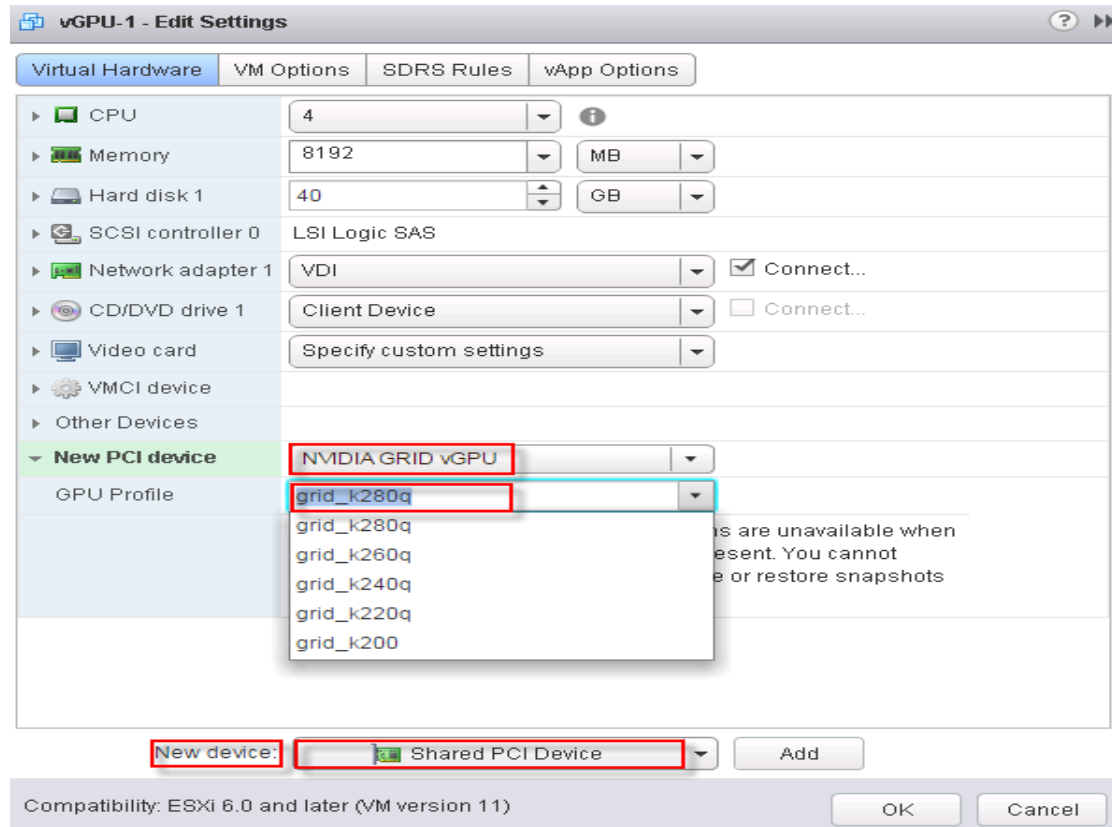 vGPU-1 - Edit Settings
?
Virtual Hardware VM Options SDRS Rules vApp Options
CPU 4
Memory 8192 MB
Hard disk 1 40 GB
SCSI controller 0 LSI Logic SAS
Network adapter 1 VDI Connect...
CD/DVD drive 1 Client Device Connect...
Video card Specify custom settings
VMCI device
Other Devices
New PCI device NVIDIA GRID vGPU
GPU Profile grid_k280q
grid_k280q
grid_k260q
grid_k240q
grid_k220q
grid_k200
are unavailable when
You cannot
or restore snapshots
New device: Shared PCI Device Add
Compatibility: ESXi 6.0 and later (VM version 11) OK Cancel